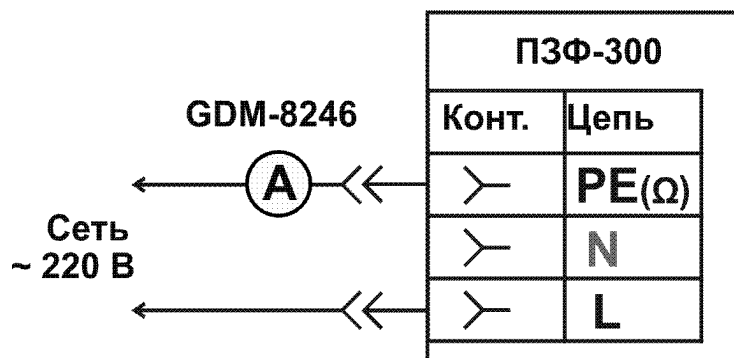 ПЗФ-300
GDM-8246
Конт. Цепь
A
PE(Ω)
Сеть
~ 220 В
N
L